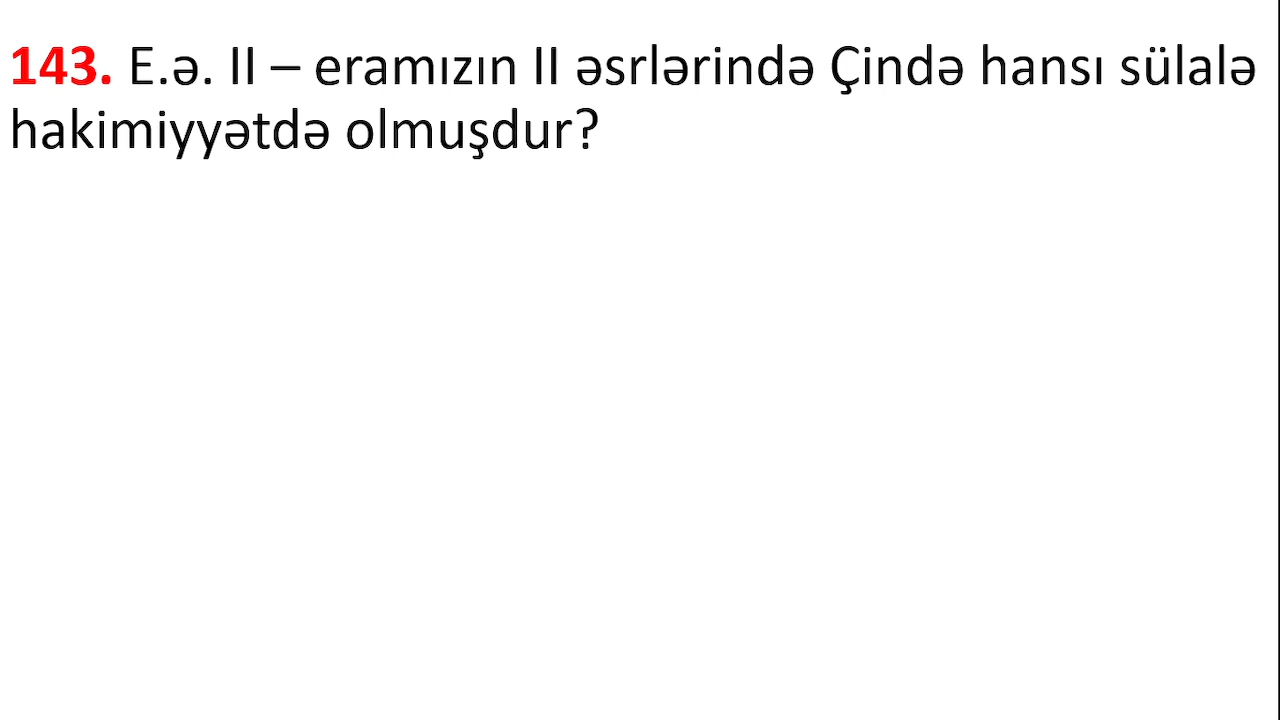 143. E.ə. II – eramızın II əsrlərində Çində hansı sülalə
hakimiyyətdə olmuşdur?